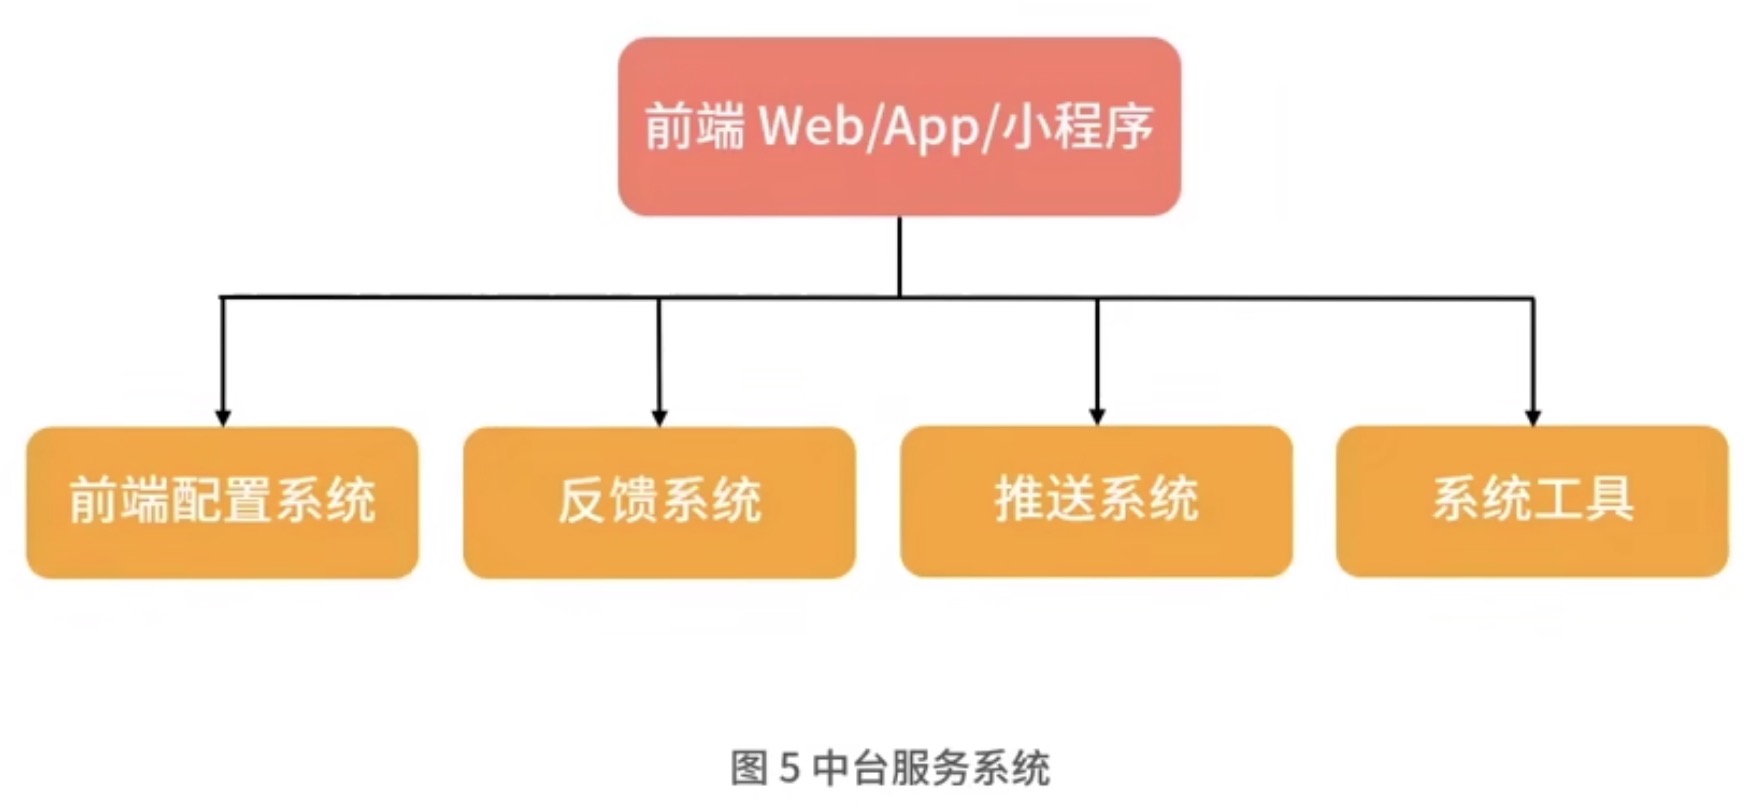 前端 Web/App/小程序
前端配置系统
反馈系统
推送系统
系统工具
图 5 中台服务系统